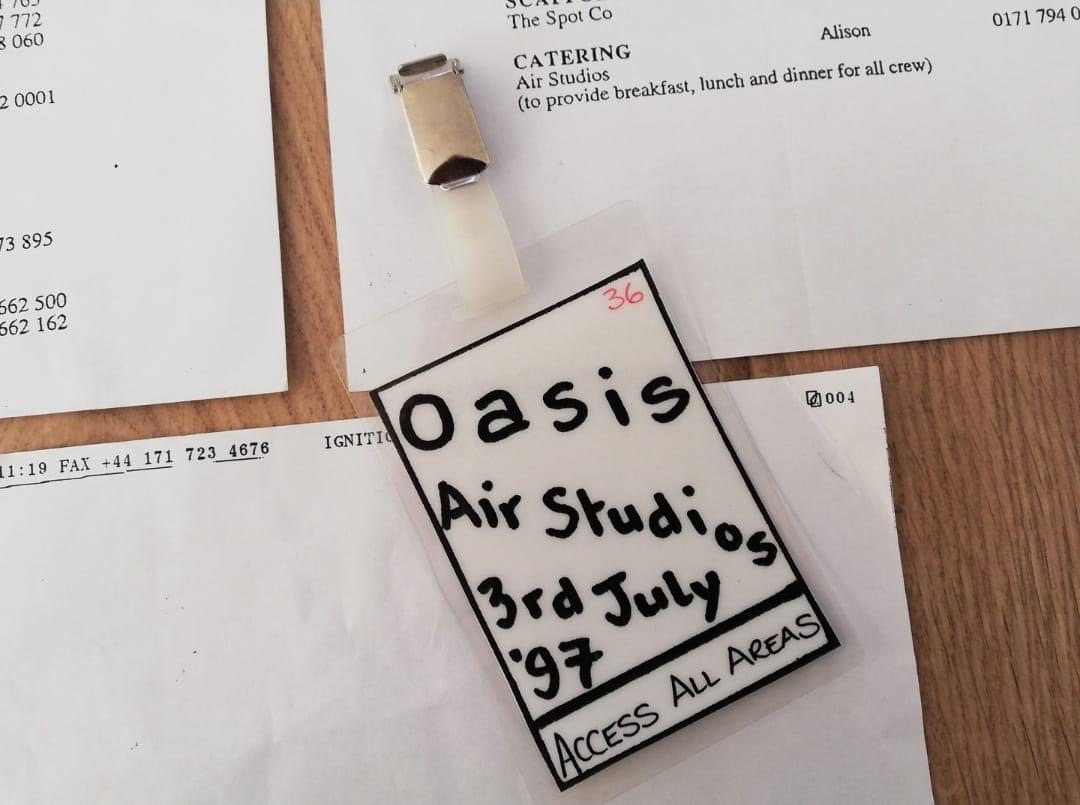 7 772
8 060
2 0001
73 895
662 500
662 162
The Spot Co
CATERING
Alison
0171 794 0
Air Studios
(to provide breakfast, lunch and dinner for all crew)
11:19 FAX +44 171 723 4676
IGNITIO
004
36
Oasis
Air Studios
3rd July
'97
ACCESS ALL AREAS